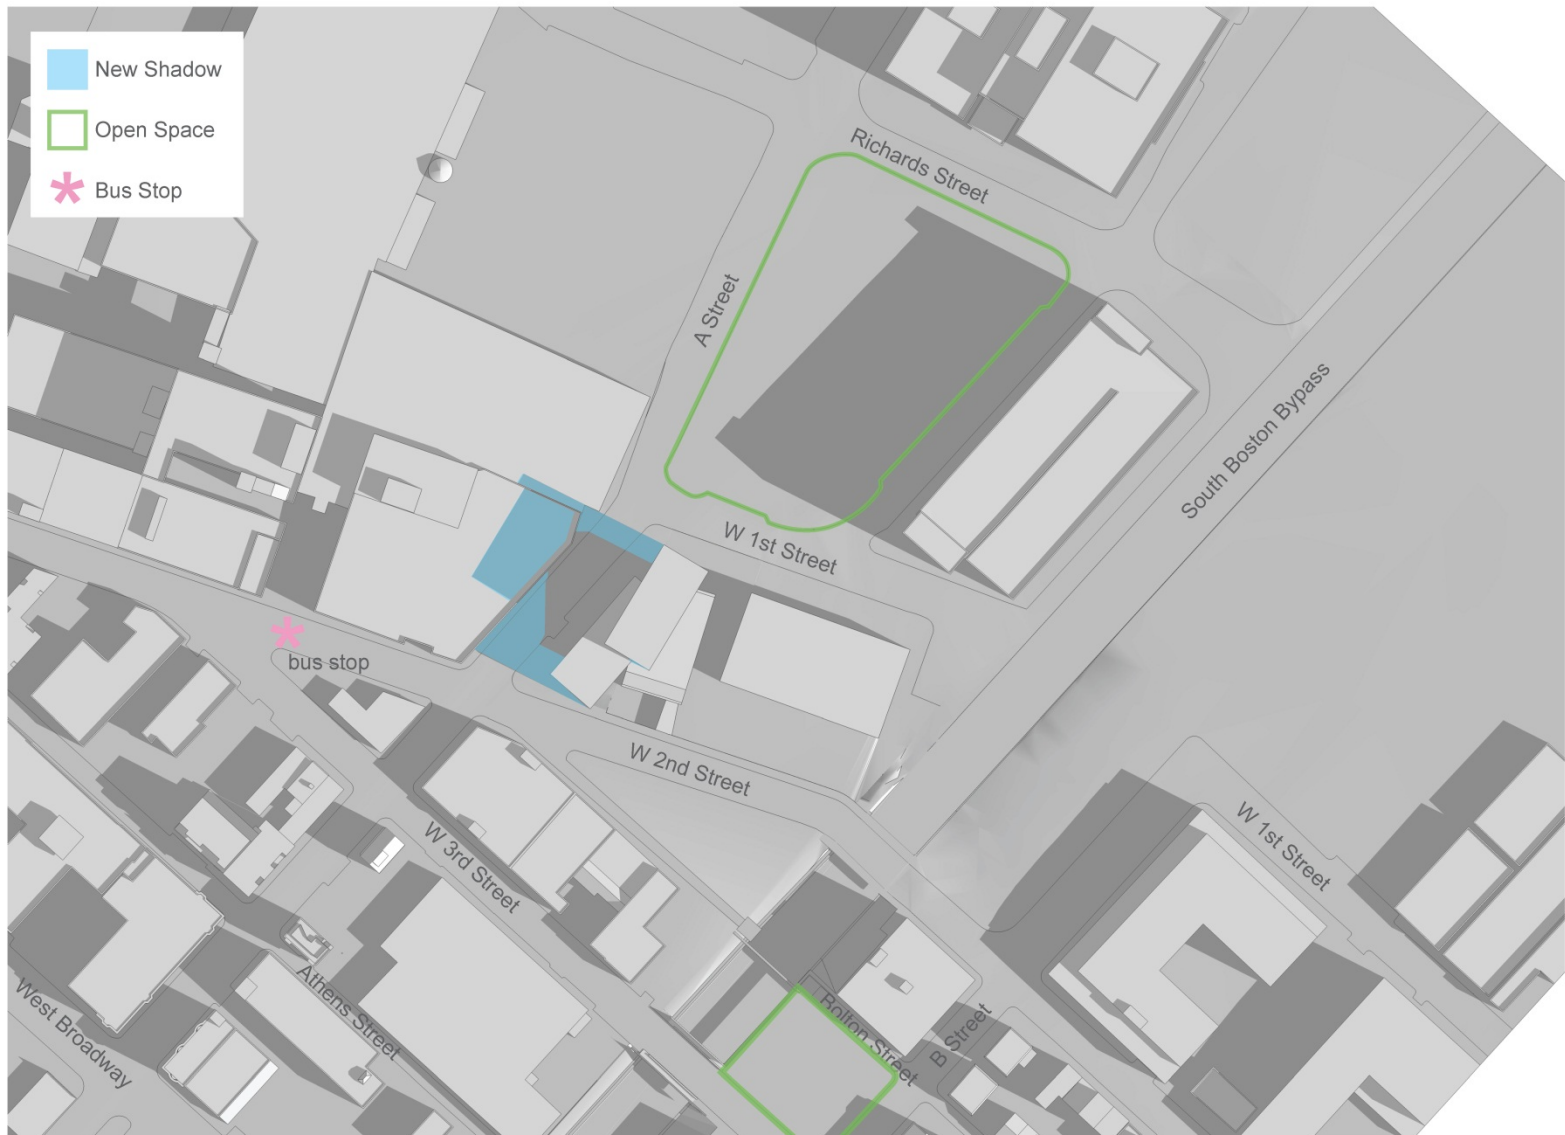 New Shadow
Open Space
Bus Stop
Richards Street
A Street
South Boston Bypass
W 1st Street
bus stop
W 2nd Street
W 1st Street
W 3rd Street
Athens Street
West Broadway
Bolton Street
B Street